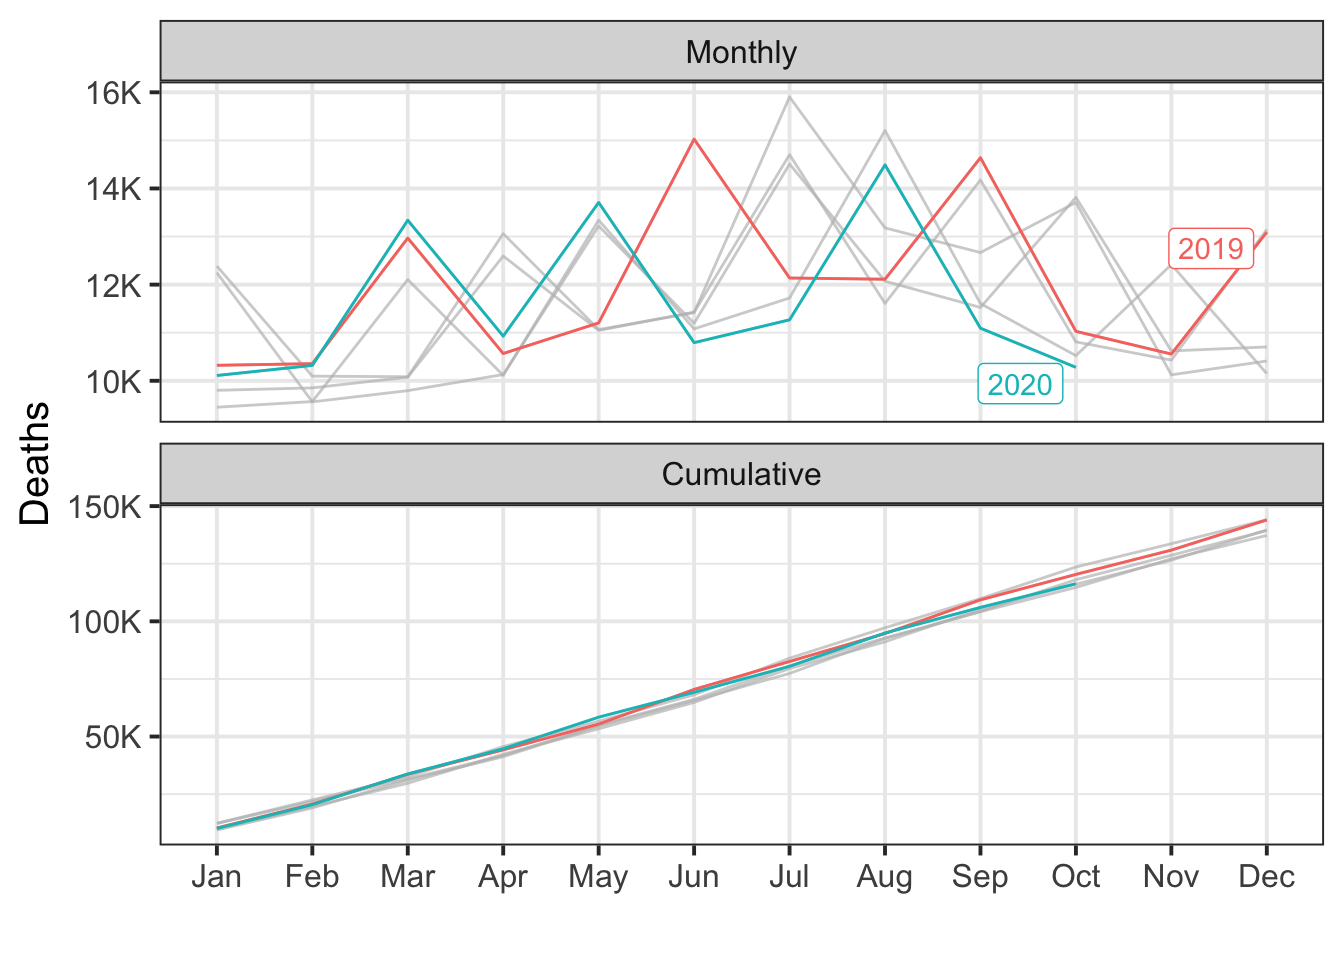 Monthly
16K
14K
12K
10K
2019
2020
Deaths
Cumulative
150K
100K
50K
Jan Feb Mar Apr May Jun Jul Aug Sep Oct Nov Dec